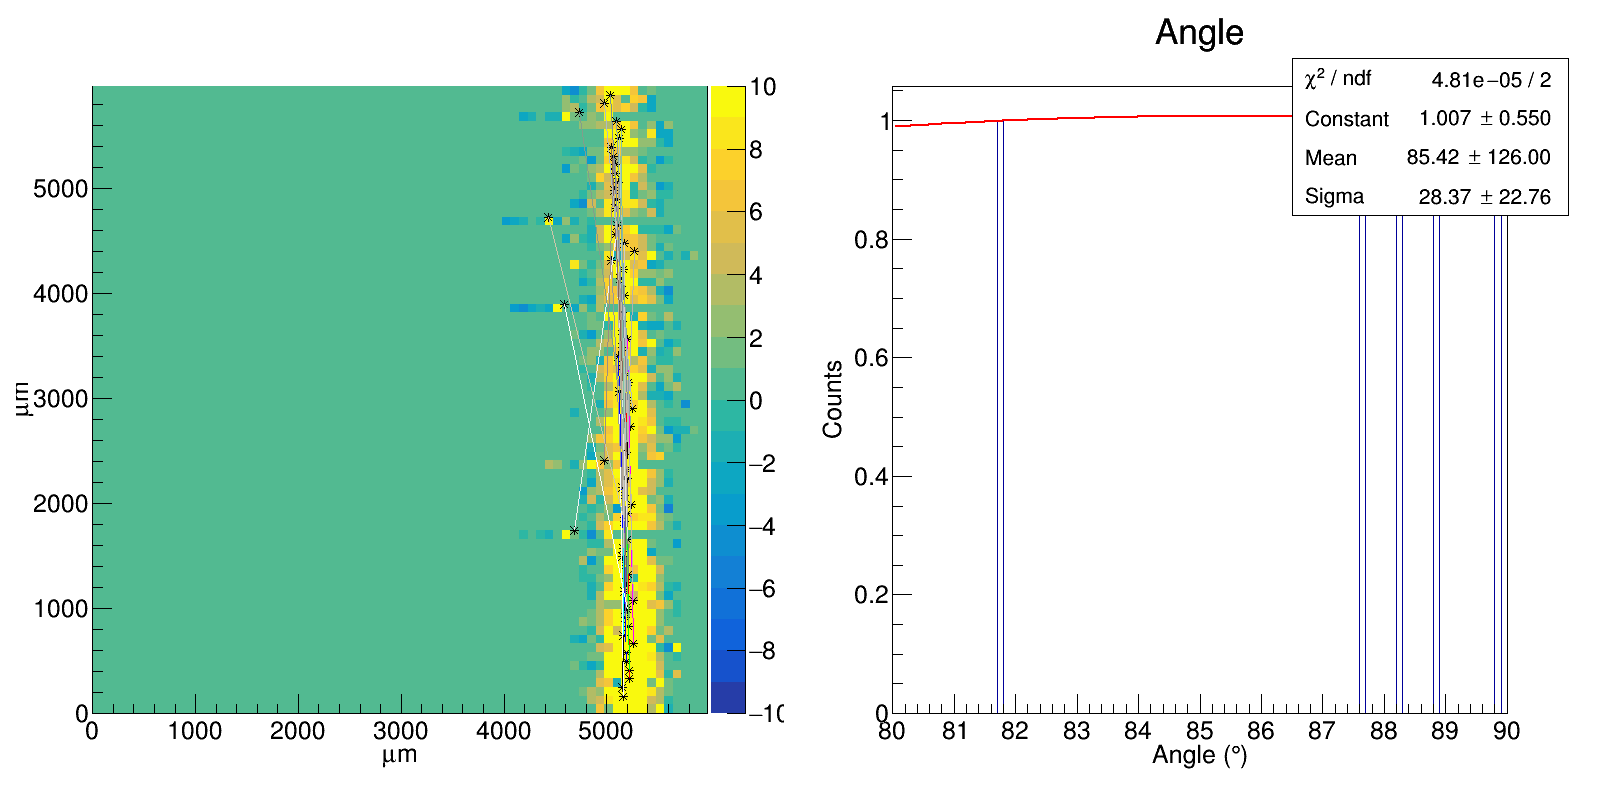 Angle
χ² / ndf 4.81e−05 / 2
Constant 1.007 ± 0.550
Mean 85.42 ± 126.00
Sigma 28.37 ± 22.76
μm
5000
4000
3000
2000
1000
0
0 1000 2000 3000 4000 5000
μm
10
8
6
4
2
0
−2
−4
−6
−8
−10
Counts
1
0.8
0.6
0.4
0.2
0
80 81 82 83 84 85 86 87 88 89 90
Angle (°)